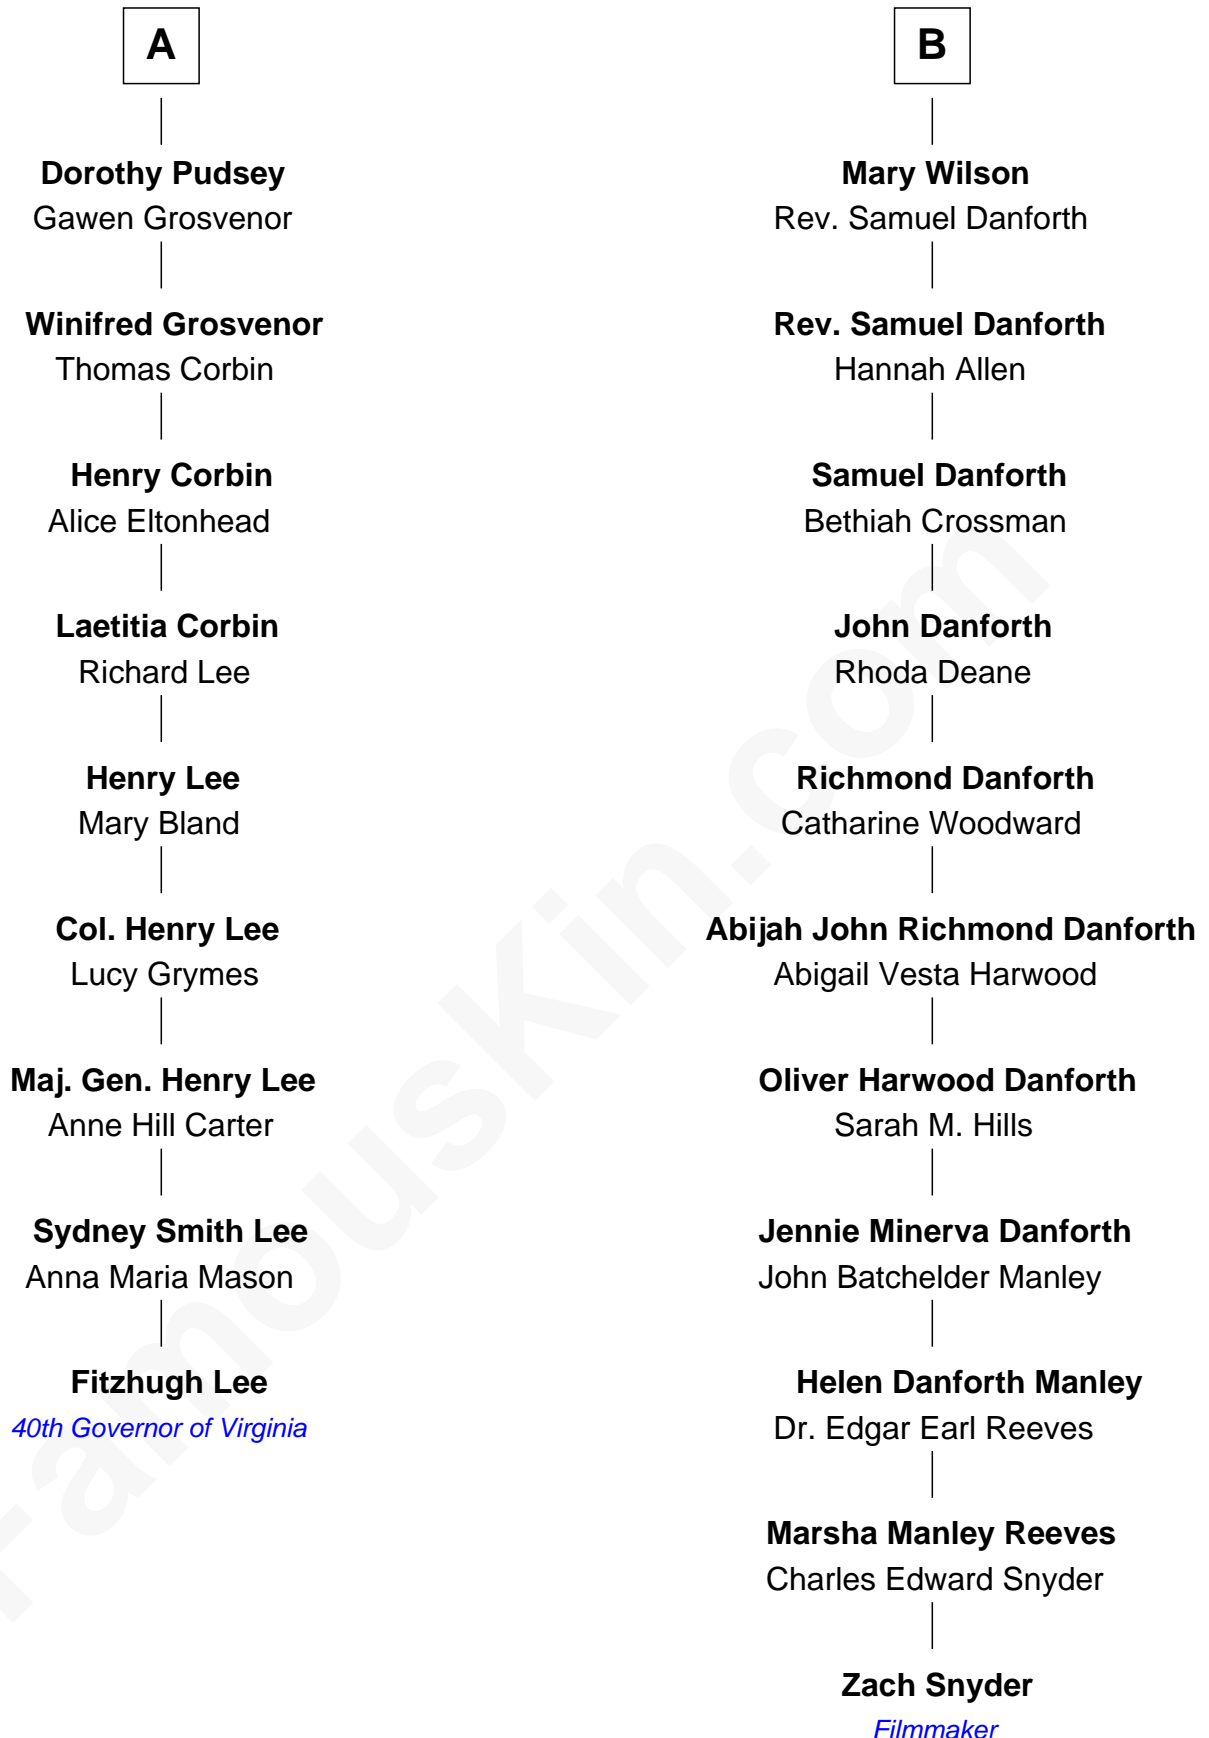 A
Dorothy Pudsey
Gawen Grosvenor
Winifred Grosvenor
Thomas Corbin
Henry Corbin
Alice Eltonhead
Laetitia Corbin
Richard Lee
Henry Lee
Mary Bland
Col. Henry Lee
Lucy Grymes
Maj. Gen. Henry Lee
Anne Hill Carter
Sydney Smith Lee
Anna Maria Mason
Fitzhugh Lee
40th Governor of Virginia
B
Mary Wilson
Rev. Samuel Danforth
Rev. Samuel Danforth
Hannah Allen
Samuel Danforth
Bethiah Crossman
John Danforth
Rhoda Deane
Richmond Danforth
Catharine Woodward
Abijah John Richmond Danforth
Abigail Vesta Harwood
Oliver Harwood Danforth
Sarah M. Hills
Jennie Minerva Danforth
John Batchelder Manley
Helen Danforth Manley
Dr. Edgar Earl Reeves
Marsha Manley Reeves
Charles Edward Snyder
Zach Snyder
Filmmaker
FamousKin.com